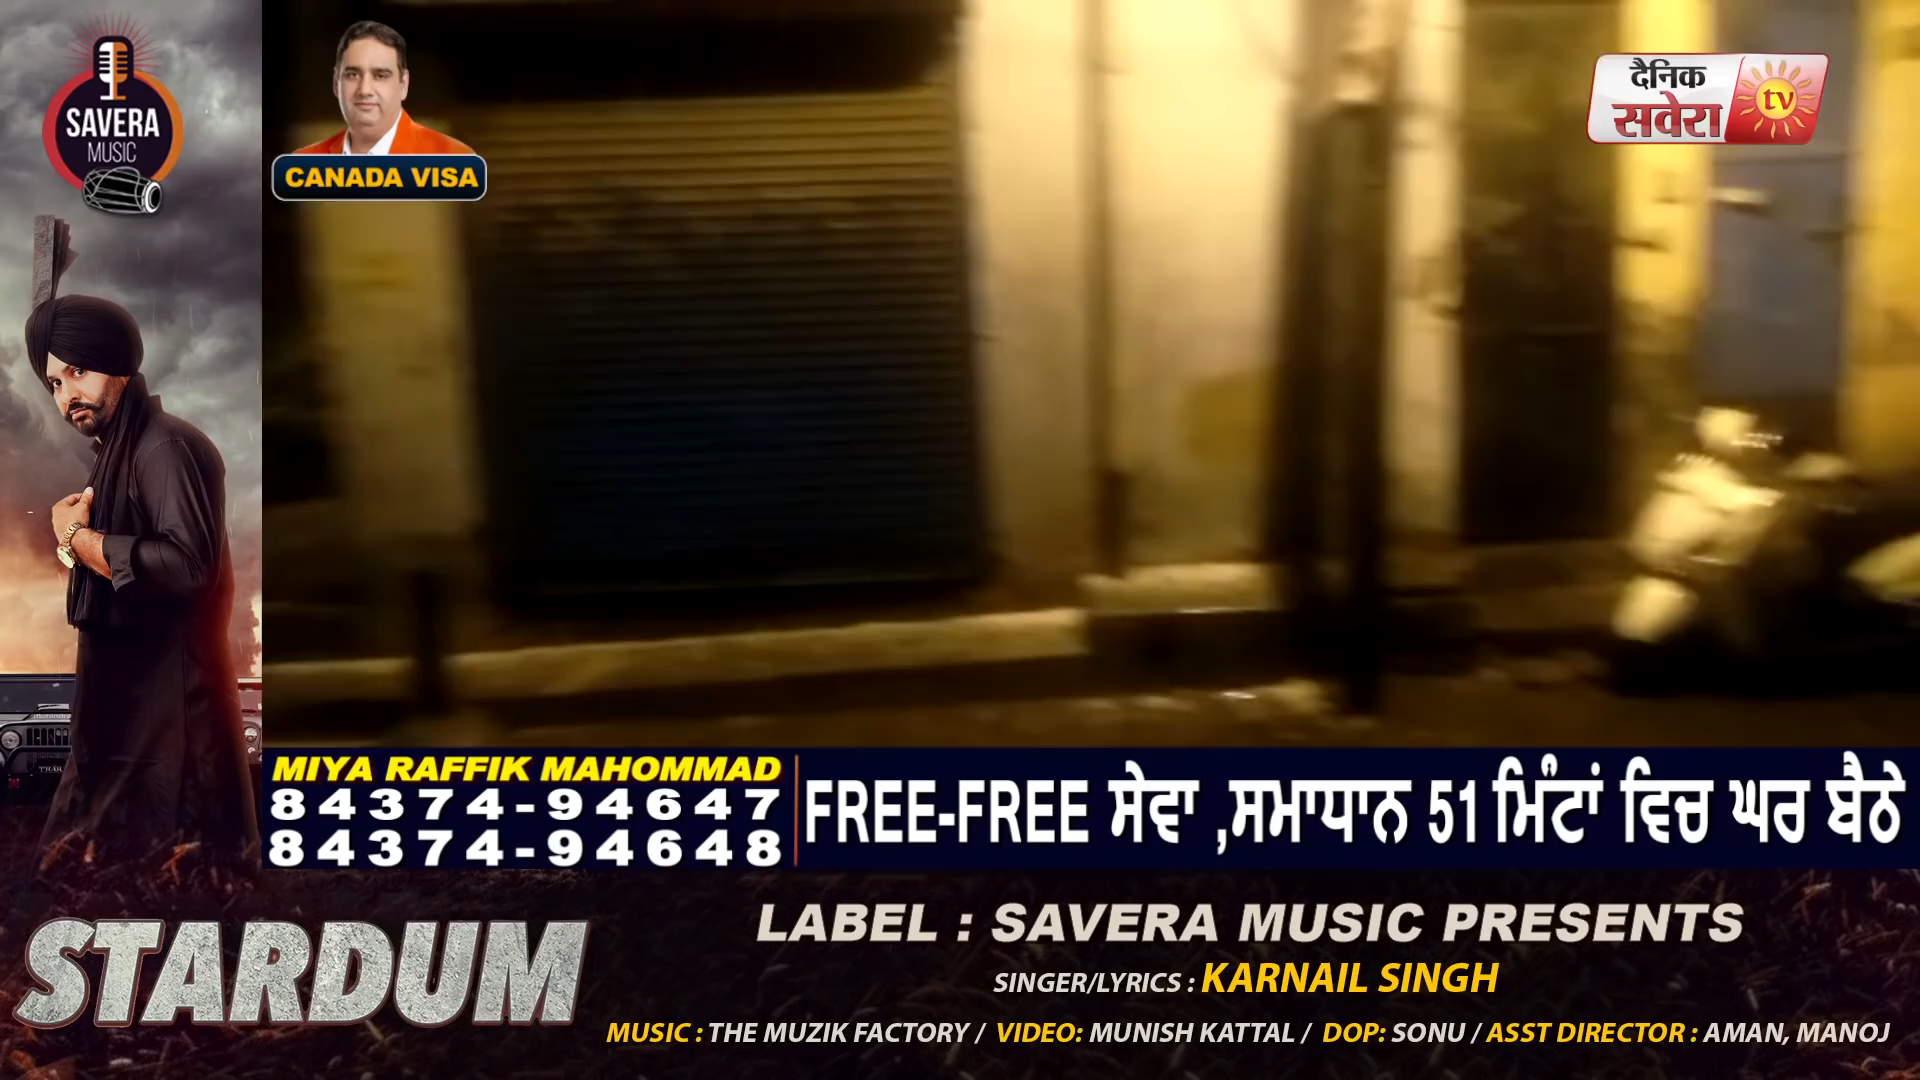 SAVERA
MUSIC
CANADA VISA
दैनिक
सवेरा
tv
MIYA RAFFIK MAHOMMAD
84374-94647
84374-94648
FREE-FREE ਸੇਵਾ ,ਸਮਾਧਾਨ 51 ਮਿੰਟਾਂ ਵਿਚ ਘਰ ਬੈਠੇ
STARDUM
LABEL : SAVERA MUSIC PRESENTS
SINGER/LYRICS : KARNAIL SINGH
MUSIC : THE MUZIK FACTORY / VIDEO: MUNISH KATTAL / DOP: SONU / ASST DIRECTOR : AMAN, MANOJ